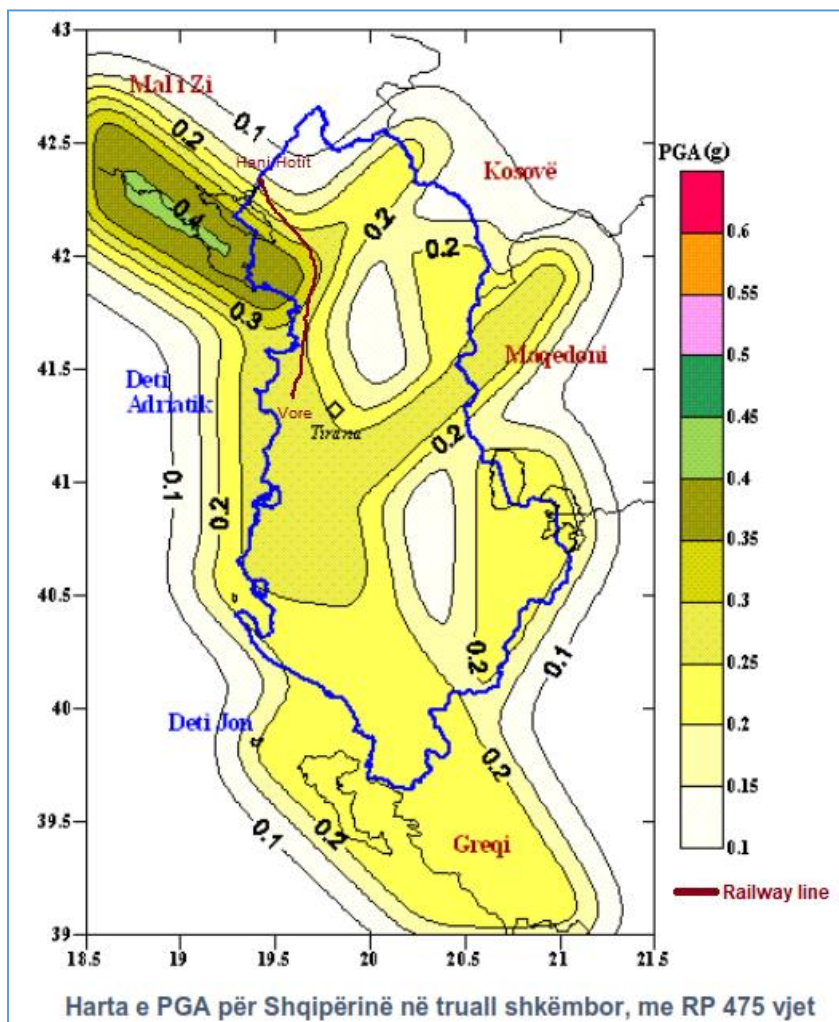 43
42.5
42
41.5
41
40.5
40
39.5
39
18.5 19 19.5 20 20.5 21 21.5
Mal i Zi
0.1
0.2
Hani Hotit
Kosovë
0.4
0.2
0.2
0.3
Maqedoni
Deti
Adriatik
Vore
Tirana
0.2
0.1
0.2
0.1
0.2
Deti Jon
0.2
0.1
0.2
Greqi
PGA (g)
0.6
0.55
0.5
0.45
0.4
0.35
0.3
0.25
0.2
0.15
0.1
Railway line
Harta e PGA për Shqipërinë në truall shkëmbor, me RP 475 vjet